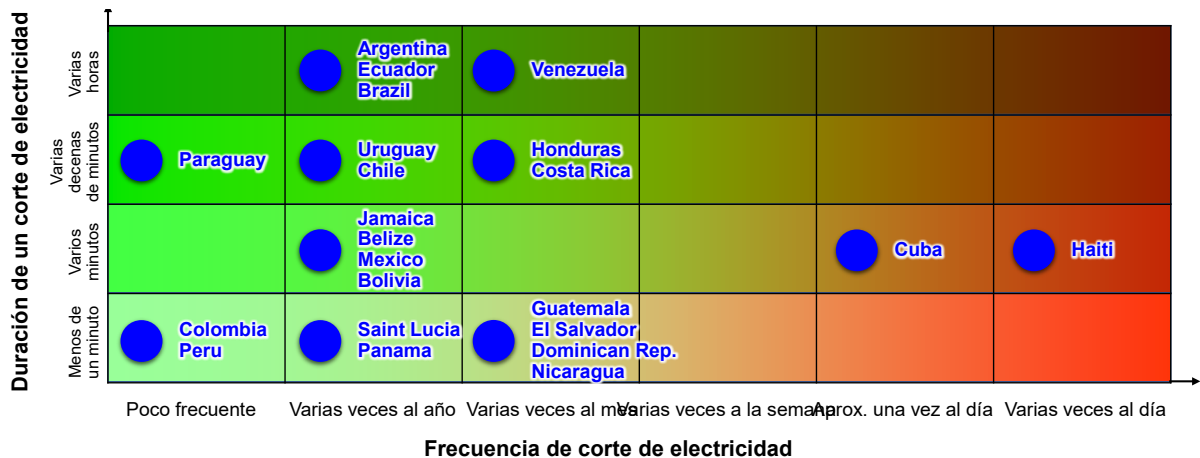 Duración de un corte de electricidad
Varias
horas
Argentina
Ecuador
Brazil
Venezuela
Varias
decenas
de minutos
Paraguay
Uruguay
Chile
Honduras
Costa Rica
Varios
minutos
Jamaica
Belize
Mexico
Bolivia
Cuba
Haiti
Menos de
un minuto
Colombia
Peru
Saint Lucia
Panama
Guatemala
El Salvador
Dominican Rep.
Nicaragua
Poco frecuente
Varias veces al año
Varias veces al mes
Varias veces a la semana
Aprox. una vez al día
Varias veces al día
Frecuencia de corte de electricidad